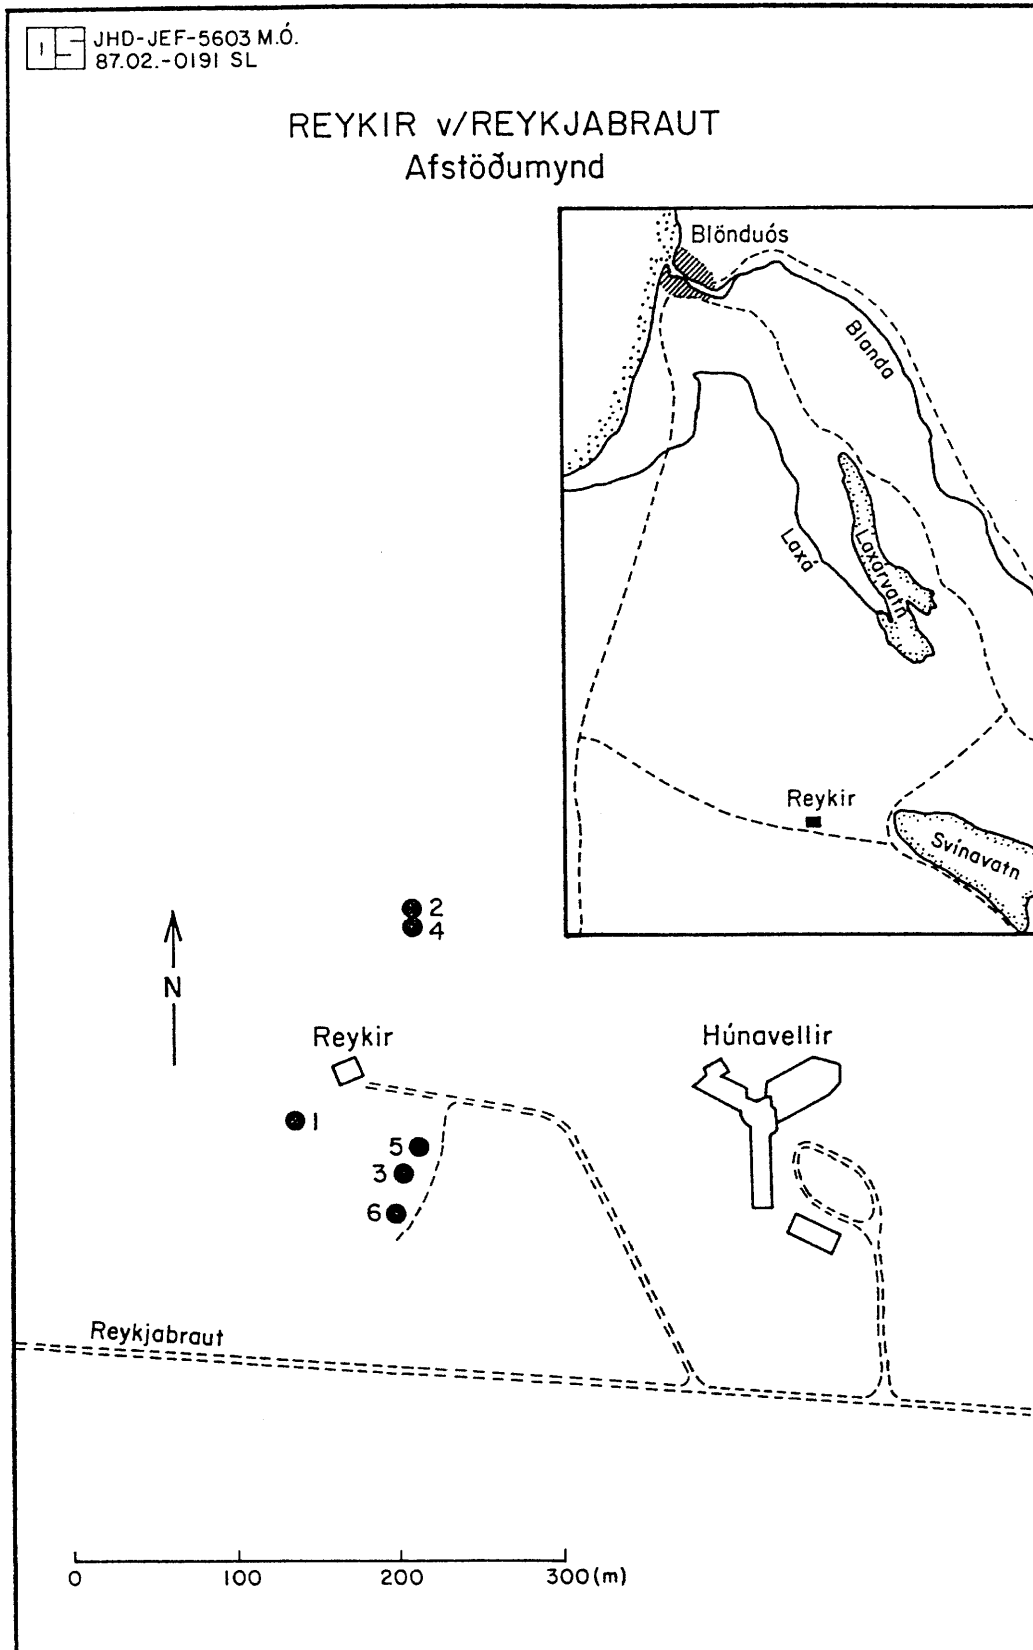 JHD-JEF-5603 M.Ó.
87.02.-0191 SL
REYKIR v/REYKJABRAUT
Afstöðumynd
Blönduós
Blanda
Laxá
Laxárvatn
Reykir
Svínavatn
2
4
N
Reykir
Húnavellir
1
5
3
6
Reykjabraut
0 100 200 300(m)